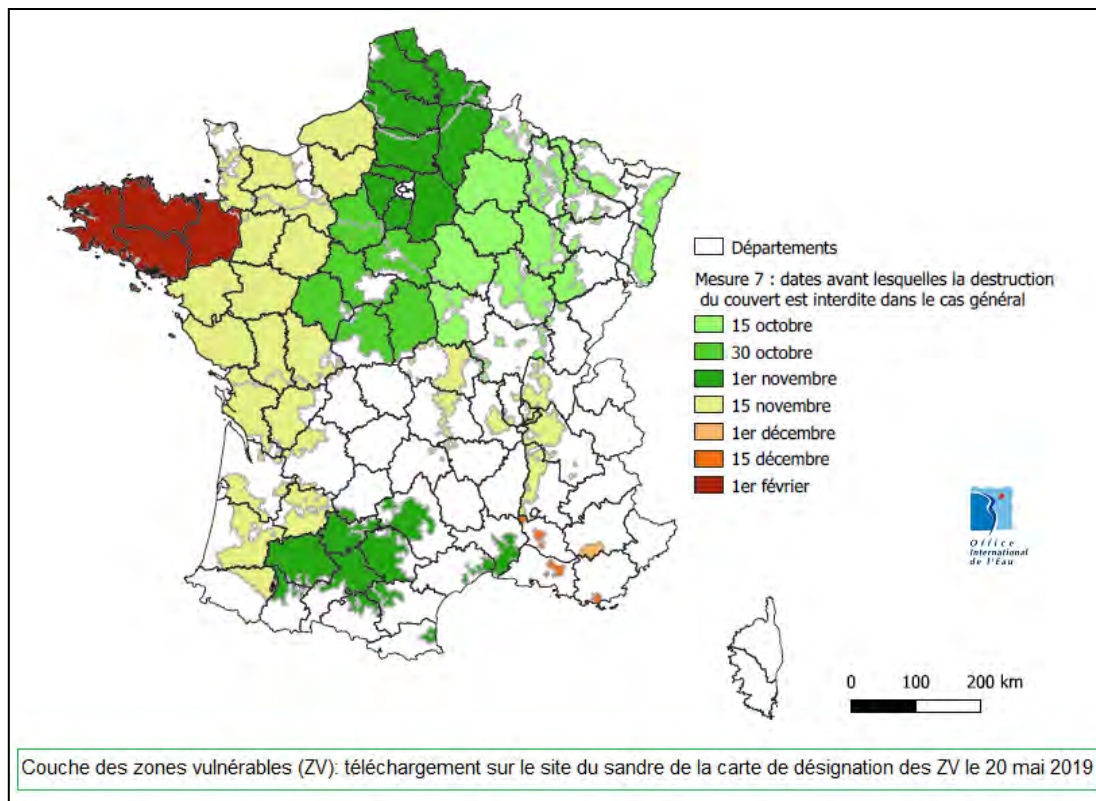 Départements
Mesure 7 : dates avant lesquelles la destruction
du couvert est interdite dans le cas général
15 octobre
30 octobre
1er novembre
15 novembre
1er décembre
15 décembre
1er février
Office
International
de l'Eau
0 100 200 km
Couche des zones vulnérables (ZV): téléchargement sur le site du sandre de la carte de désignation des ZV le 20 mai 2019